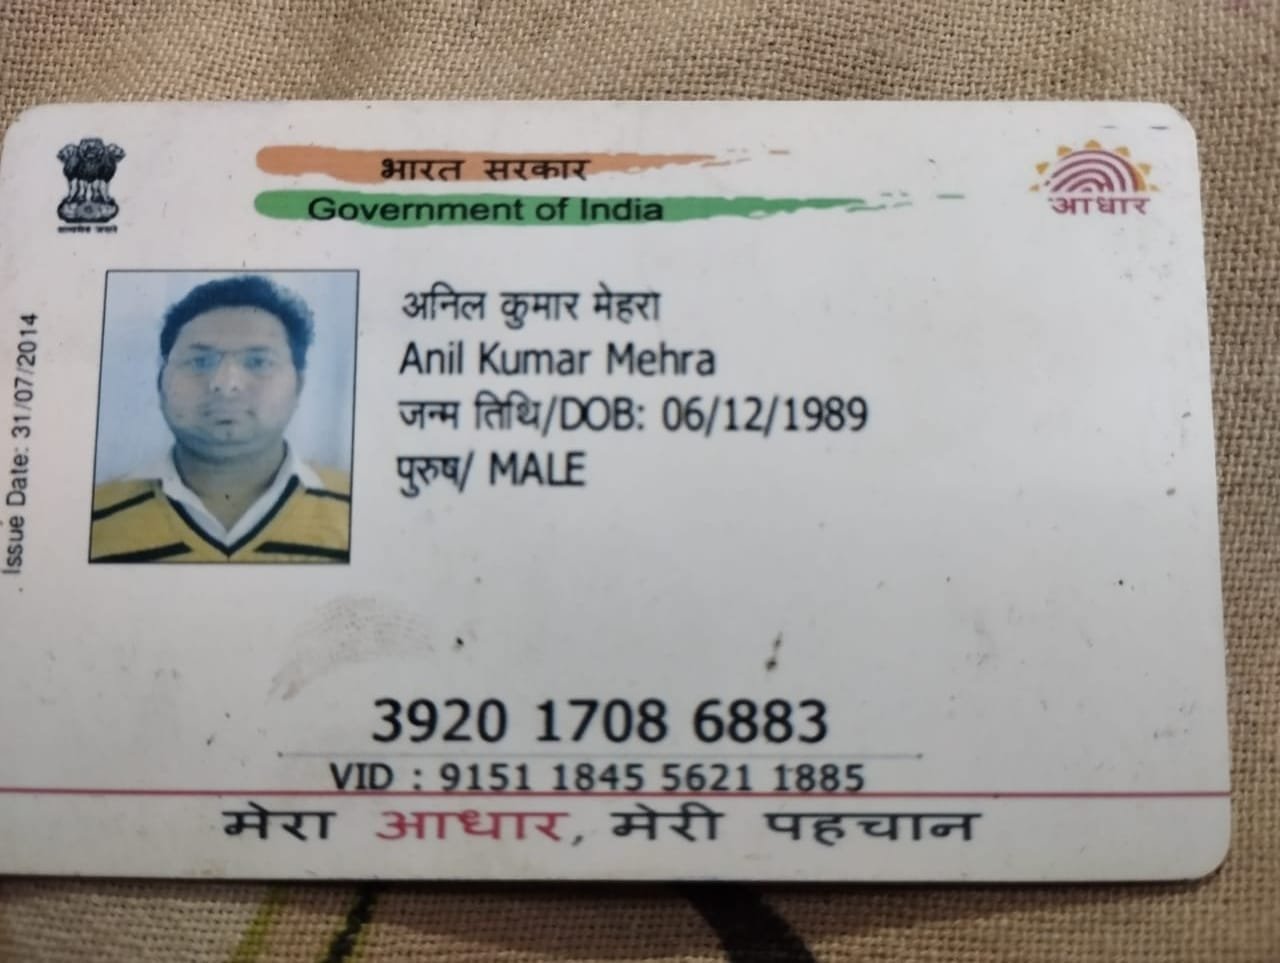 भारत सरकार
Government of India
आधार
Issue Date: 31/07/2014
अनिल कुमार मेहरा
Anil Kumar Mehra
जन्म तिथि/DOB: 06/12/1989
पुरुष/ MALE
3920 1708 6883
VID : 9151 1845 5621 1885
मेरा आधार, मेरी पहचान